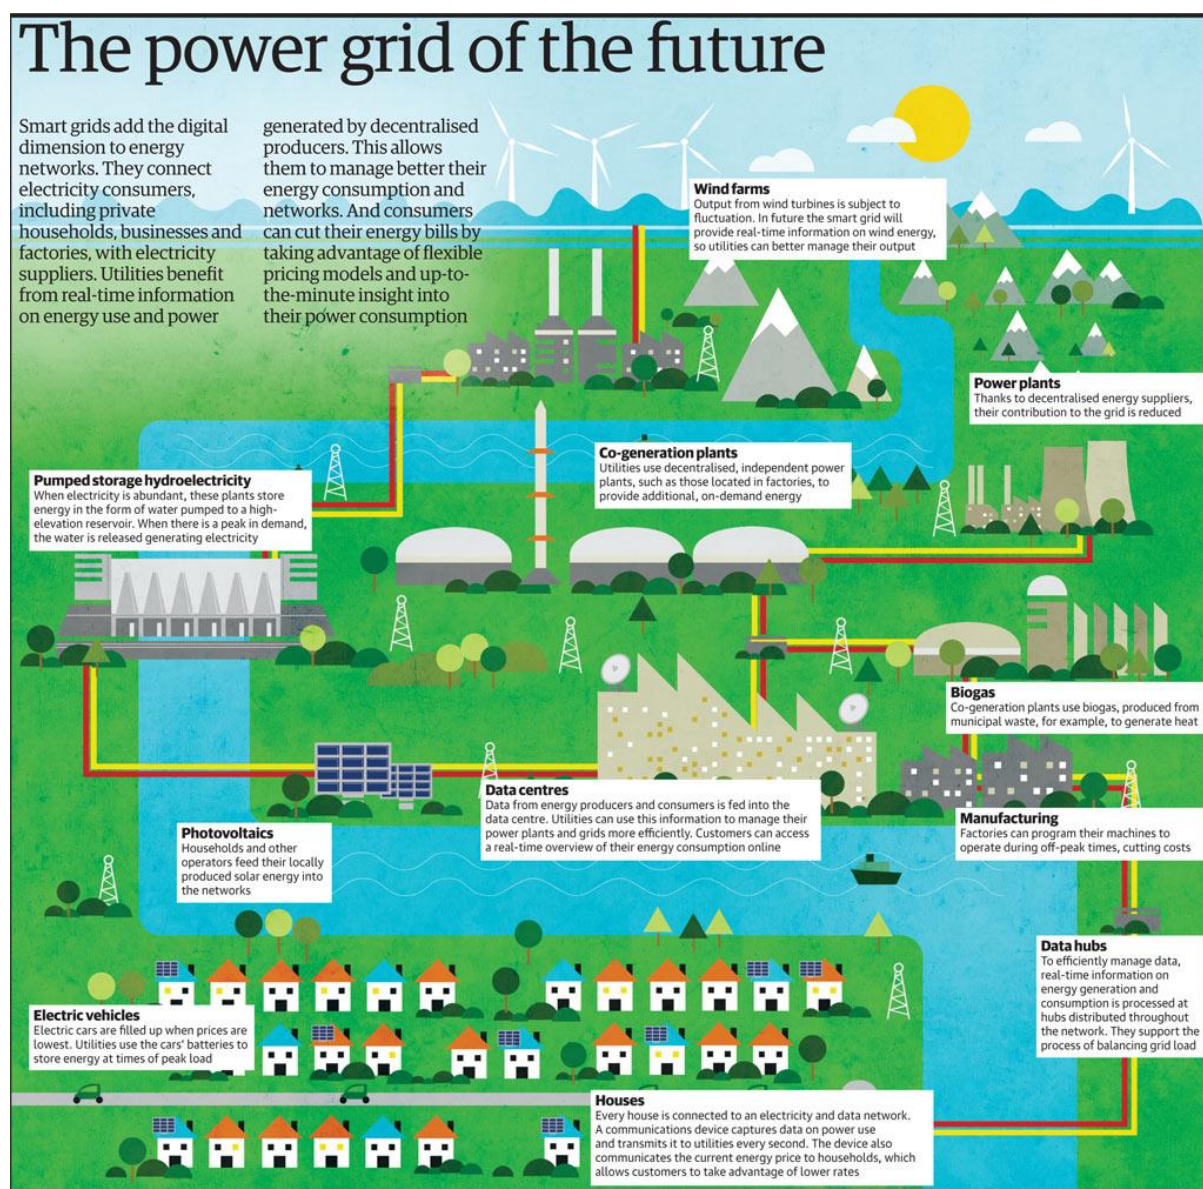 The power grid of the future
Smart grids add the digital
dimension to energy
networks. They connect
electricity consumers,
including private
households, businesses and
factories, with electricity
suppliers. Utilities benefit
from real-time information
on energy use and power
generated by decentralised
producers. This allows
them to manage better their
energy consumption and
networks. And consumers
can cut their energy bills by
taking advantage of flexible
pricing models and up-to-
the-minute insight into
their power consumption
Wind farms
Output from wind turbines is subject to
fluctuation. In future the smart grid will
provide real-time information on wind energy,
so utilities can better manage their output
Power plants
Thanks to decentralised energy suppliers,
their contribution to the grid is reduced
Co-generation plants
Utilities use decentralised, independent power
plants, such as those located in factories, to
provide additional, on-demand energy
Pumped storage hydroelectricity
When electricity is abundant, these plants store
energy in the form of water pumped to a high-
elevation reservoir. When there is a peak in demand,
the water is released generating electricity
Biogas
Co-generation plants use biogas, produced from
municipal waste, for example, to generate heat
Data centres
Data from energy producers and consumers is fed into the
data centre. Utilities can use this information to manage their
power plants and grids more efficiently. Customers can access
a real-time overview of their energy consumption online
Manufacturing
Factories can program their machines to
operate during off-peak times, cutting costs
Photovoltaics
Households and other
operators feed their locally
produced solar energy into
the networks
Data hubs
To efficiently manage data,
real-time information on
energy generation and
consumption is processed at
hubs distributed throughout
the network. They support the
process of balancing grid load
Electric vehicles
Electric cars are filled up when prices are
lowest. Utilities use the cars' batteries to
store energy at times of peak load
Houses
Every house is connected to an electricity and data network.
A communications device captures data on power use
and transmits it to utilities every second. The device also
communicates the current energy price to households, which
allows customers to take advantage of lower rates